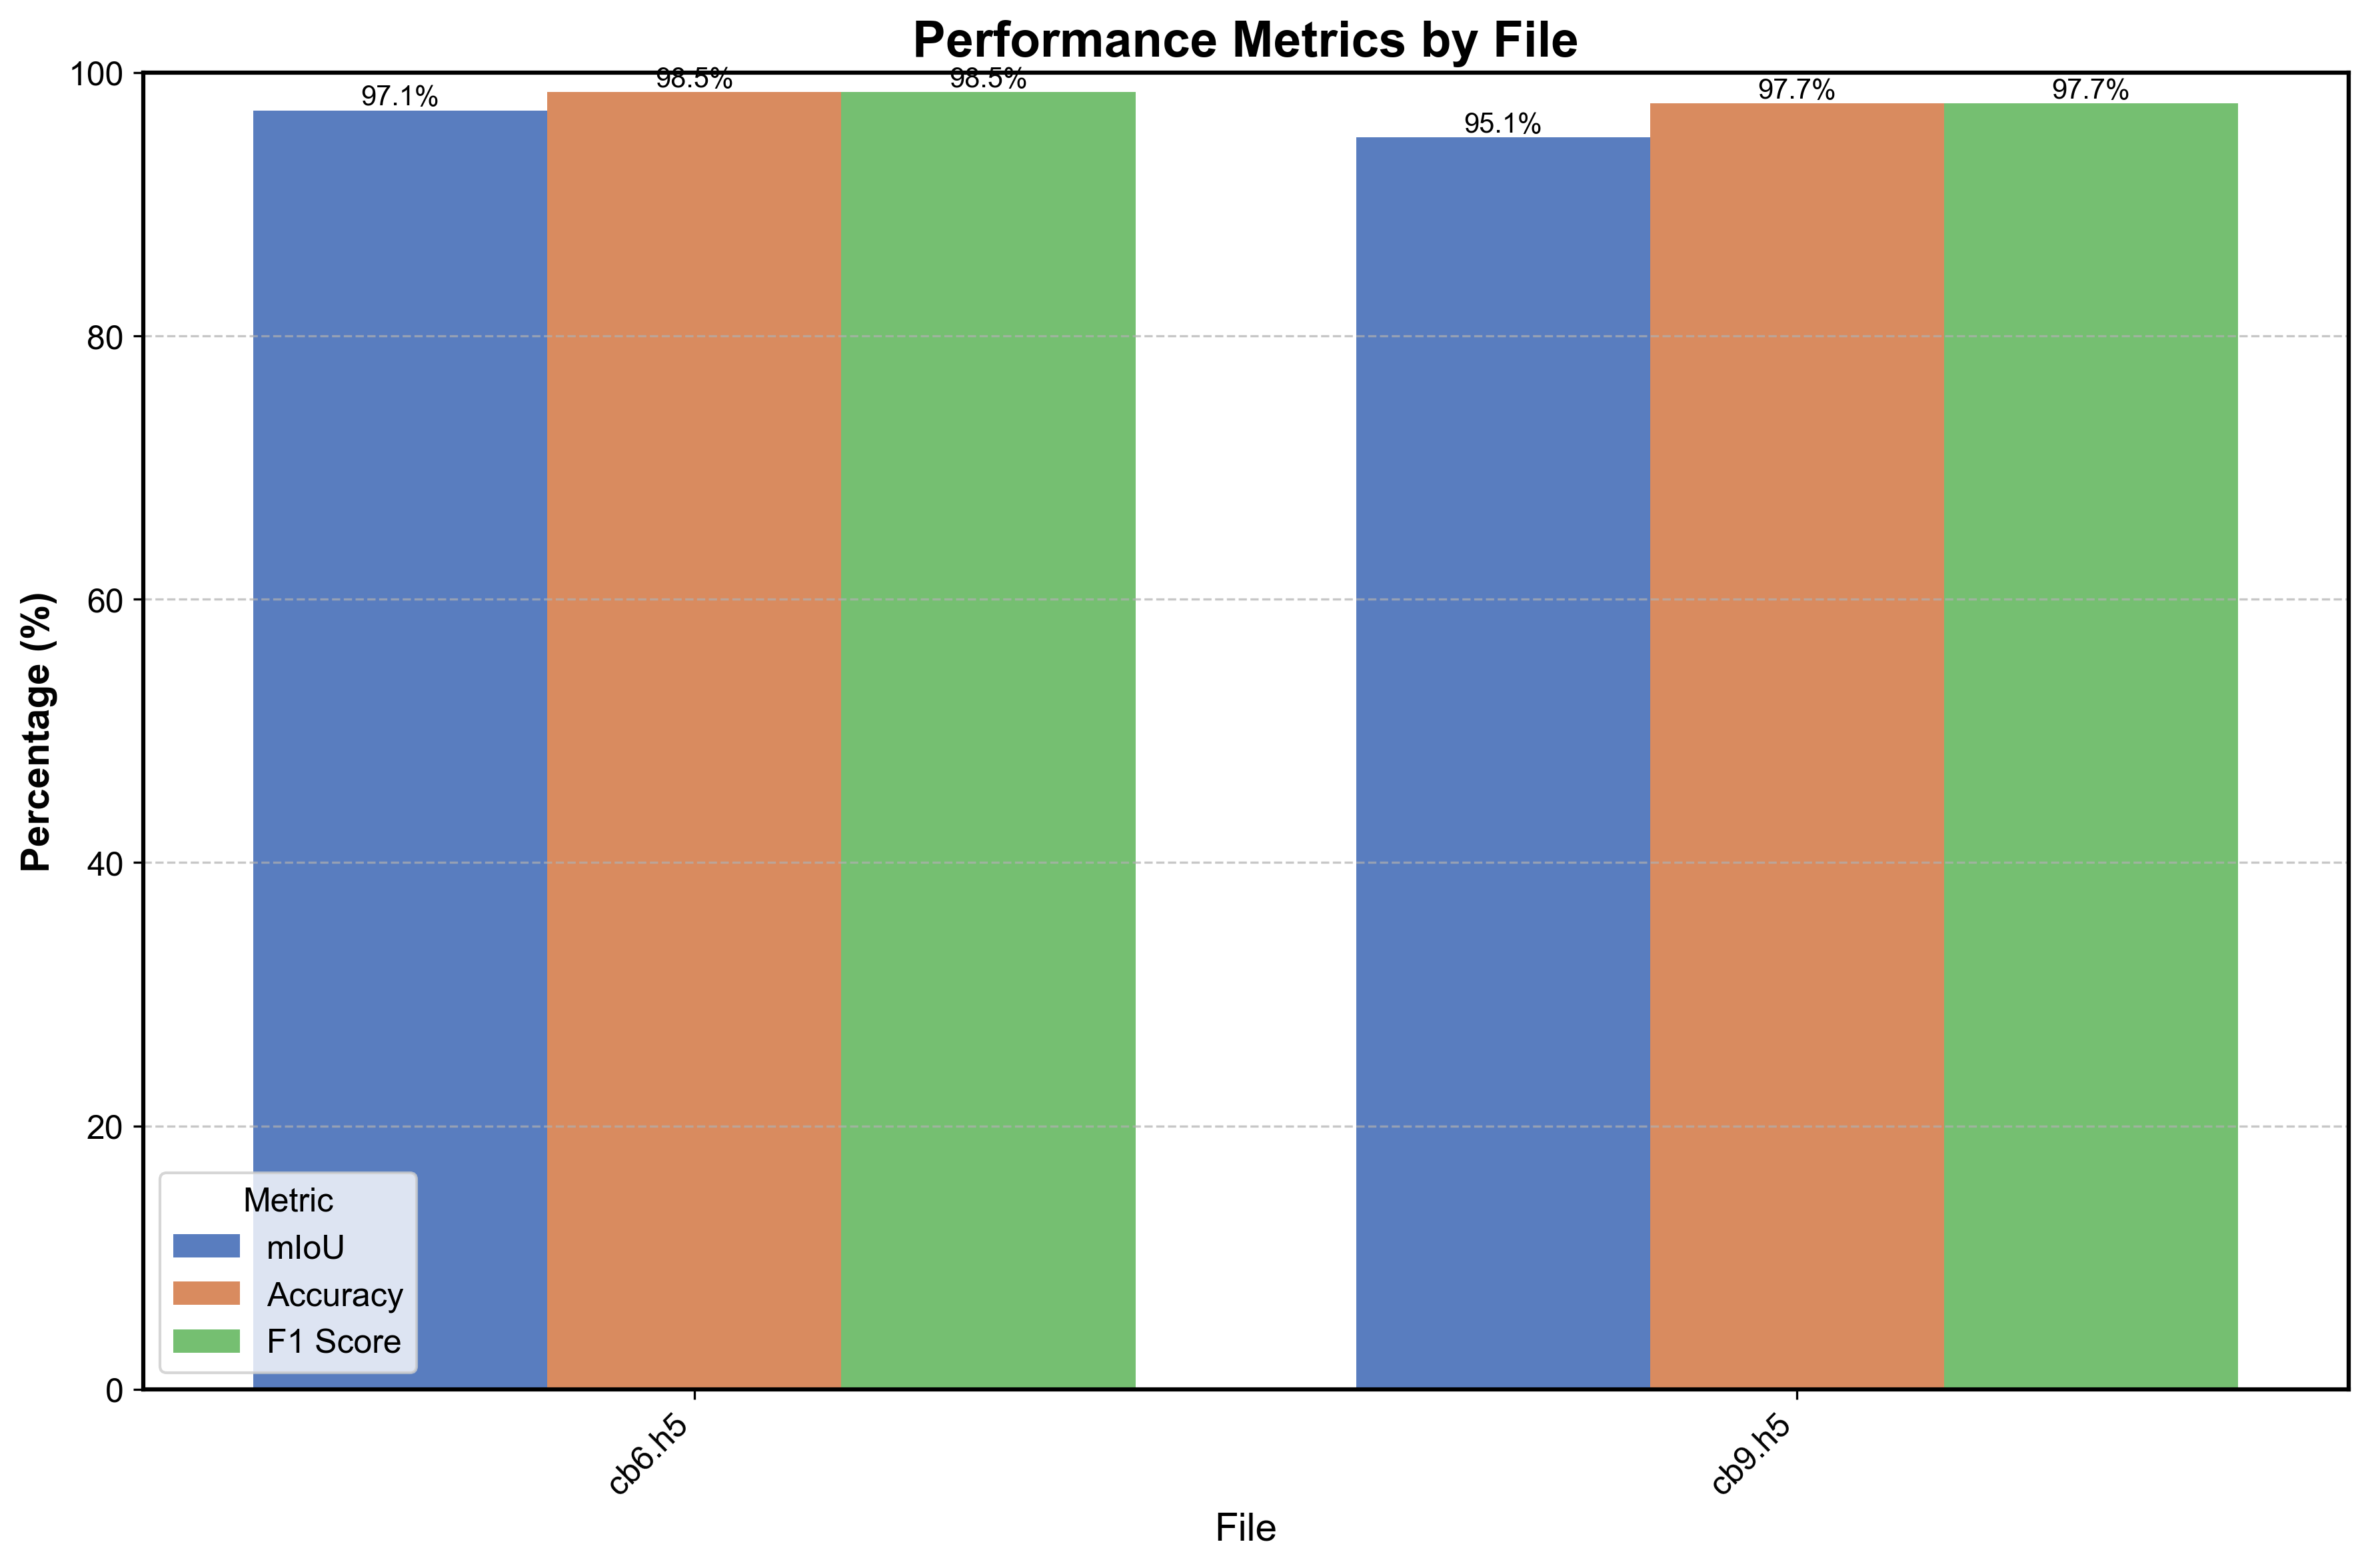 Performance Metrics by File
100
80
60
40
20
0
Percentage (%)
97.1%
98.5%
98.5%
95.1%
97.7%
97.7%
Metric
mIoU
Accuracy
F1 Score
cb6.h5
cb9.h5
File